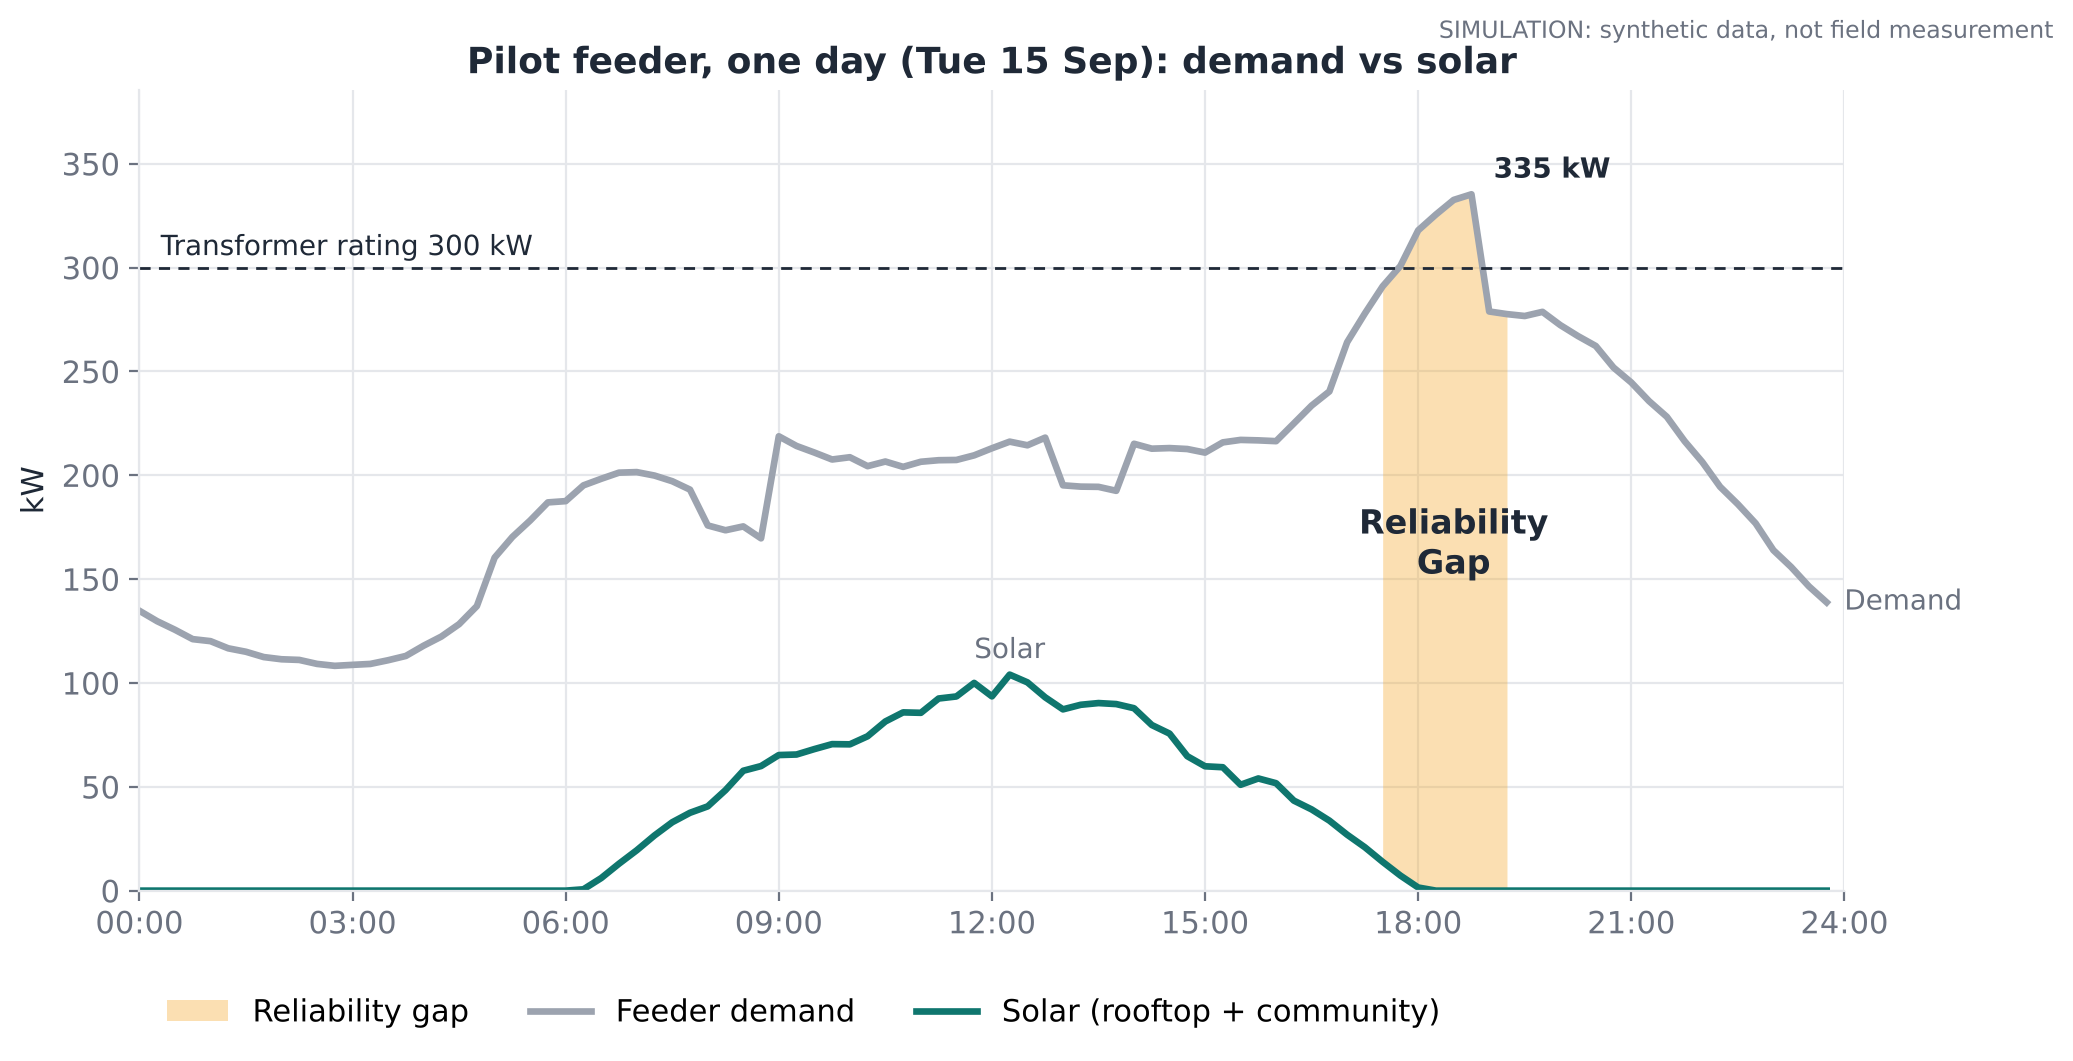 SIMULATION: synthetic data, not field measurement
Pilot feeder, one day (Tue 15 Sep): demand vs solar
350
335 kW
Transformer rating 300 kW
300
250
200
kW
Reliability
Gap
150
Demand
Solar
100
50
0
00:00 03:00 06:00 09:00 12:00 15:00 18:00 21:00 24:00
Reliability gap Feeder demand Solar (rooftop + community)